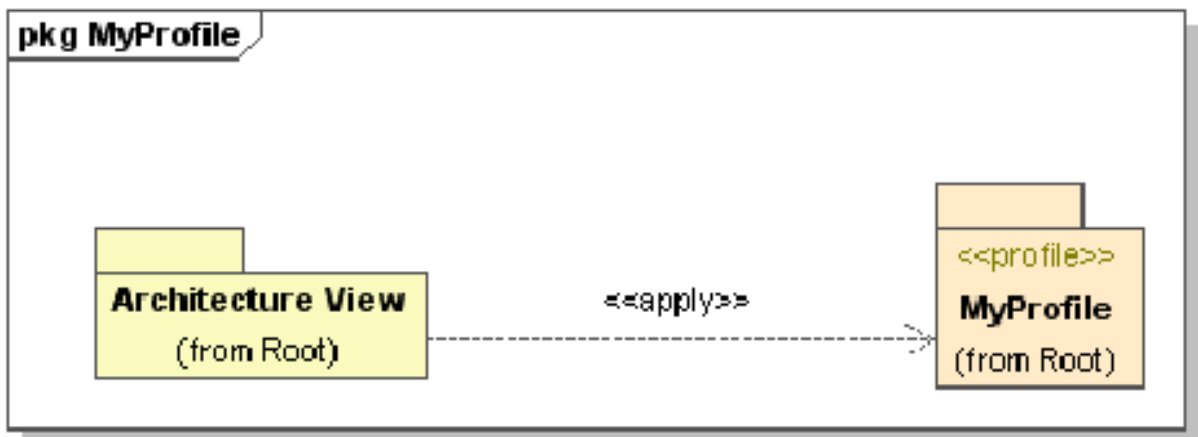 pkg MyProfile
<<profile>>
Architecture View
<<apply>>
MyProfile
(from Root)
(from Root)